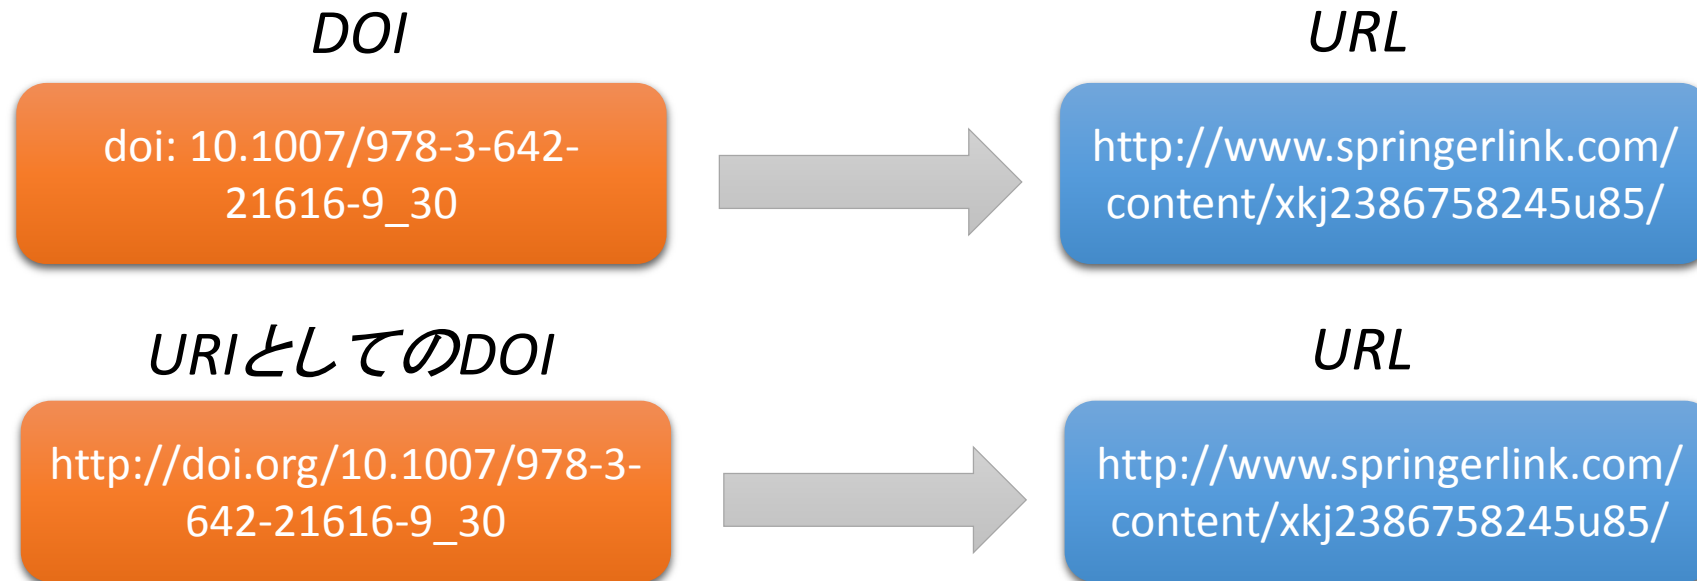 DOI
URL
doi: 10.1007/978-3-642-
21616-9_30
http://www.springerlink.com/
content/xkj2386758245u85/
URIとしてのDOI
URL
http://doi.org/10.1007/978-3-
642-21616-9_30
http://www.springerlink.com/
content/xkj2386758245u85/